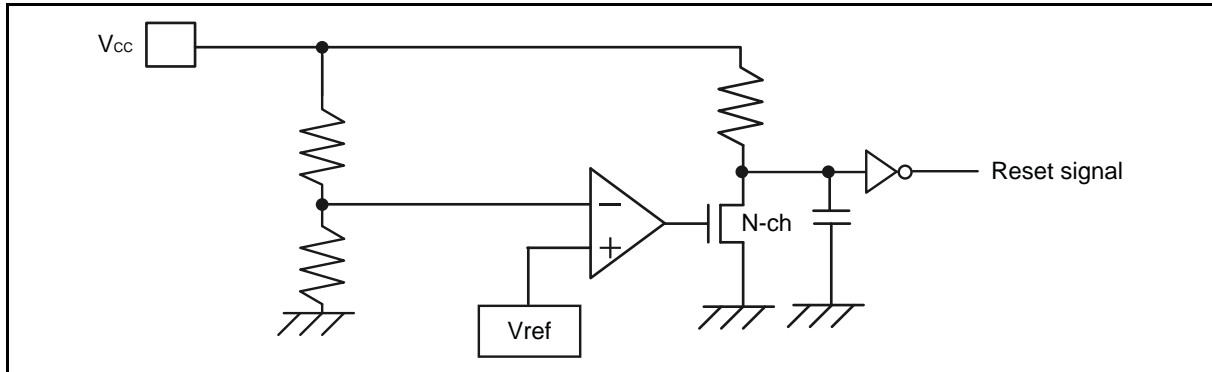 Vcc
Reset signal
−
N-ch
+
Vref